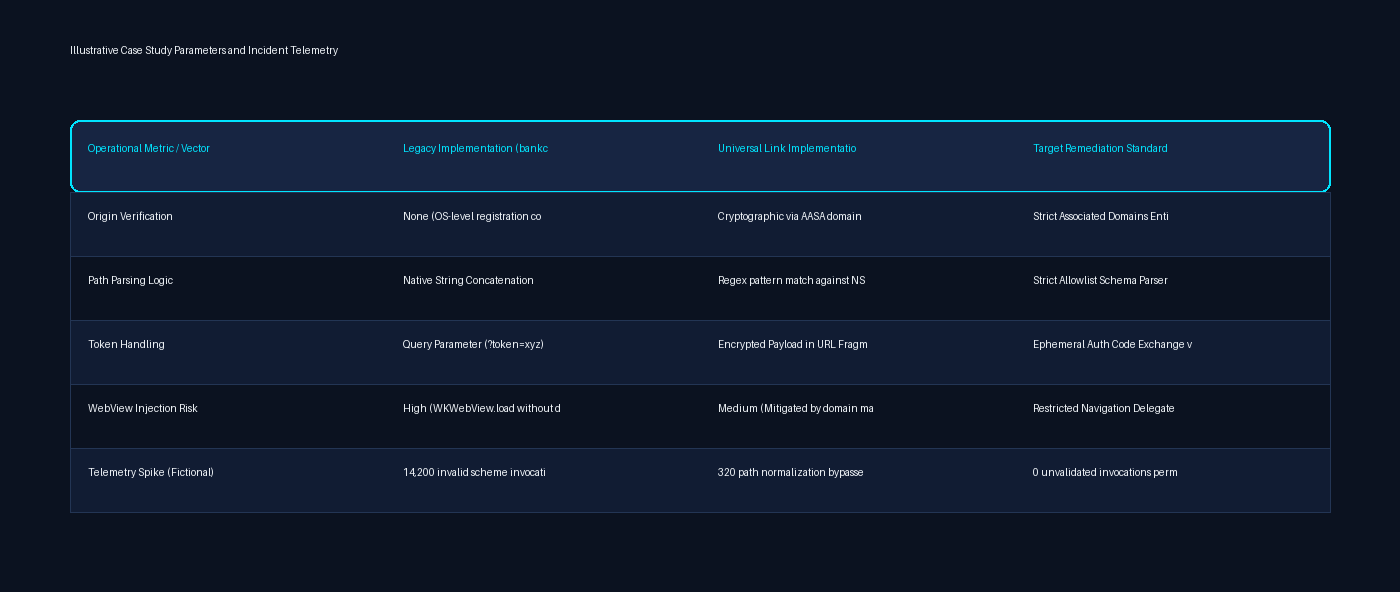 Illustrative Case Study Parameters and Incident Telemetry
Operational Metric / Vector Legacy Implementation (bankc Universal Link Implementatio Target Remediation Standard
Origin Verification None (OS-level registration co Cryptographic via AASA domain Strict Associated Domains Enti
Path Parsing Logic Native String Concatenation Regex pattern match against NS Strict Allowlist Schema Parser
Token Handling Query Parameter (?token=xyz) Encrypted Payload in URL Fragm Ephemeral Auth Code Exchange v
WebView Injection Risk High (WKWebView.load without d Medium (Mitigated by domain ma Restricted Navigation Delegate
Telemetry Spike (Fictional) 14,200 invalid scheme invocati 320 path normalization bypasse 0 unvalidated invocations perm